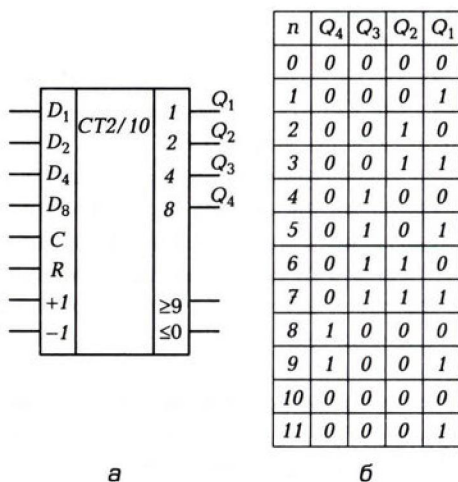 D1 CT2/10 1 Q1
D2 2 Q2
D4 4 Q3
D8 8 Q4
C
R
+1 ≥9
−1 ≤0
а
n Q4 Q3 Q2 Q1
0 0 0 0 0
1 0 0 0 1
2 0 0 1 0
3 0 0 1 1
4 0 1 0 0
5 0 1 0 1
6 0 1 1 0
7 0 1 1 1
8 1 0 0 0
9 1 0 0 1
10 0 0 0 0
11 0 0 0 1
б